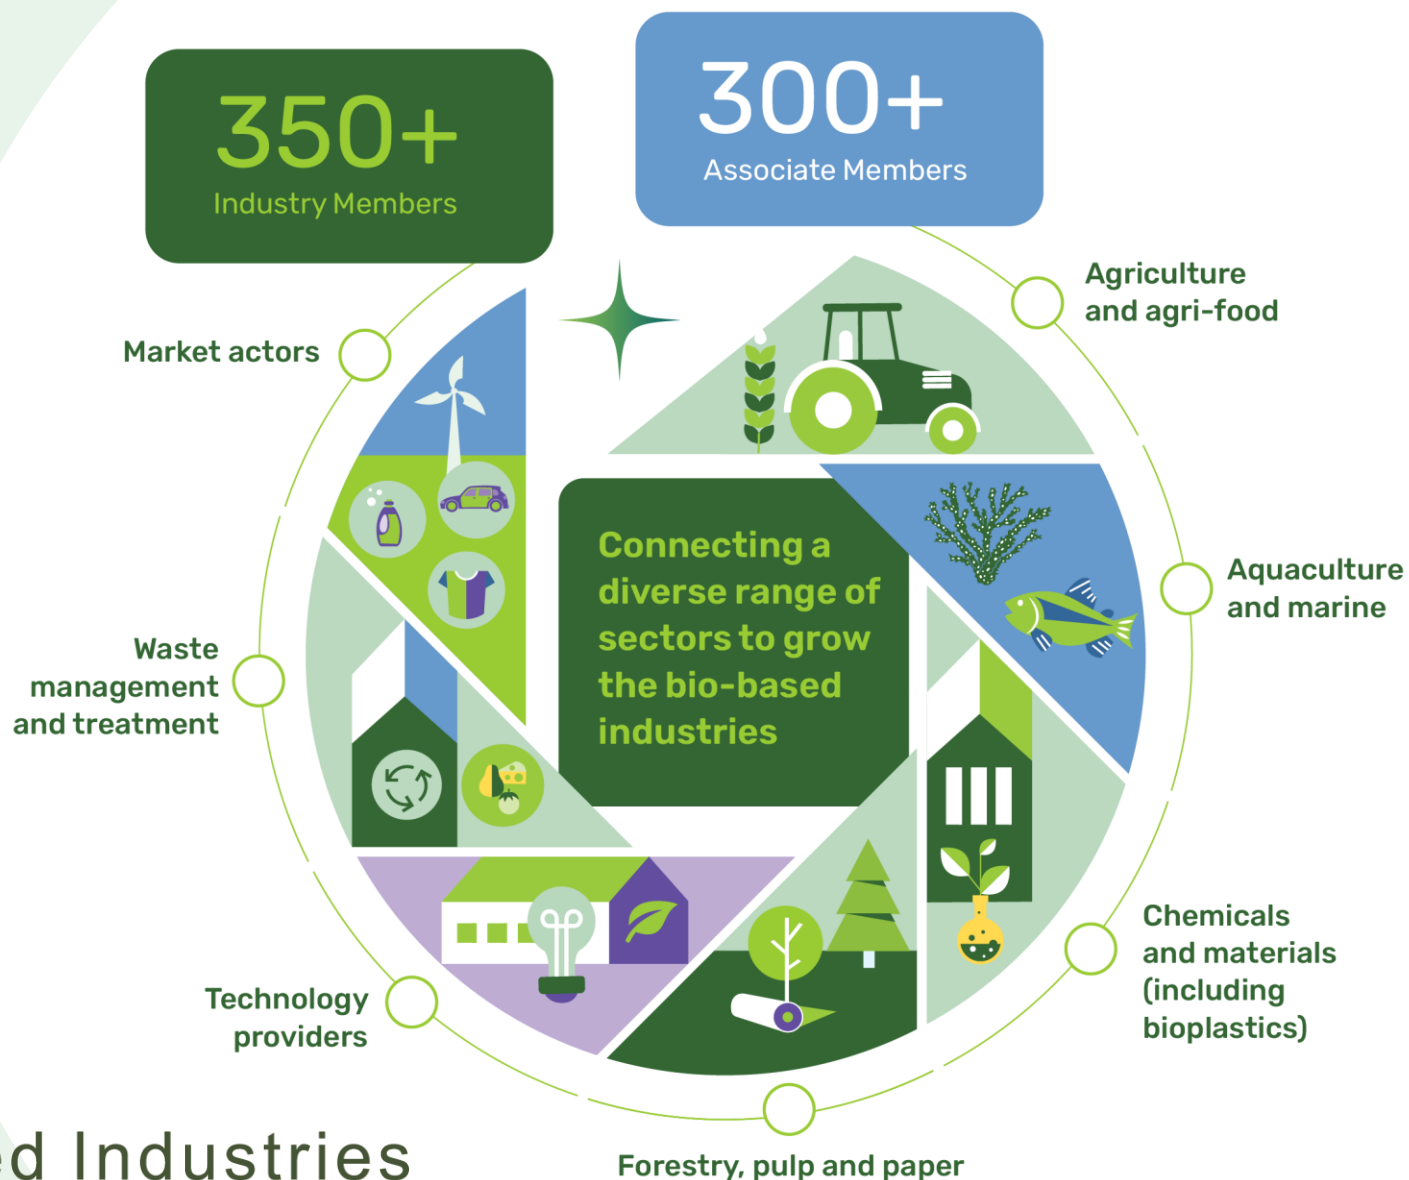 350+
Industry Members
300+
Associate Members
Agriculture
and agri-food
Market actors
Connecting a
diverse range of
sectors to grow
the bio-based
industries
Aquaculture
and marine
Waste
management
and treatment
Chemicals
and materials
(including
bioplastics)
Technology
providers
Forestry, pulp and paper
ed Industries